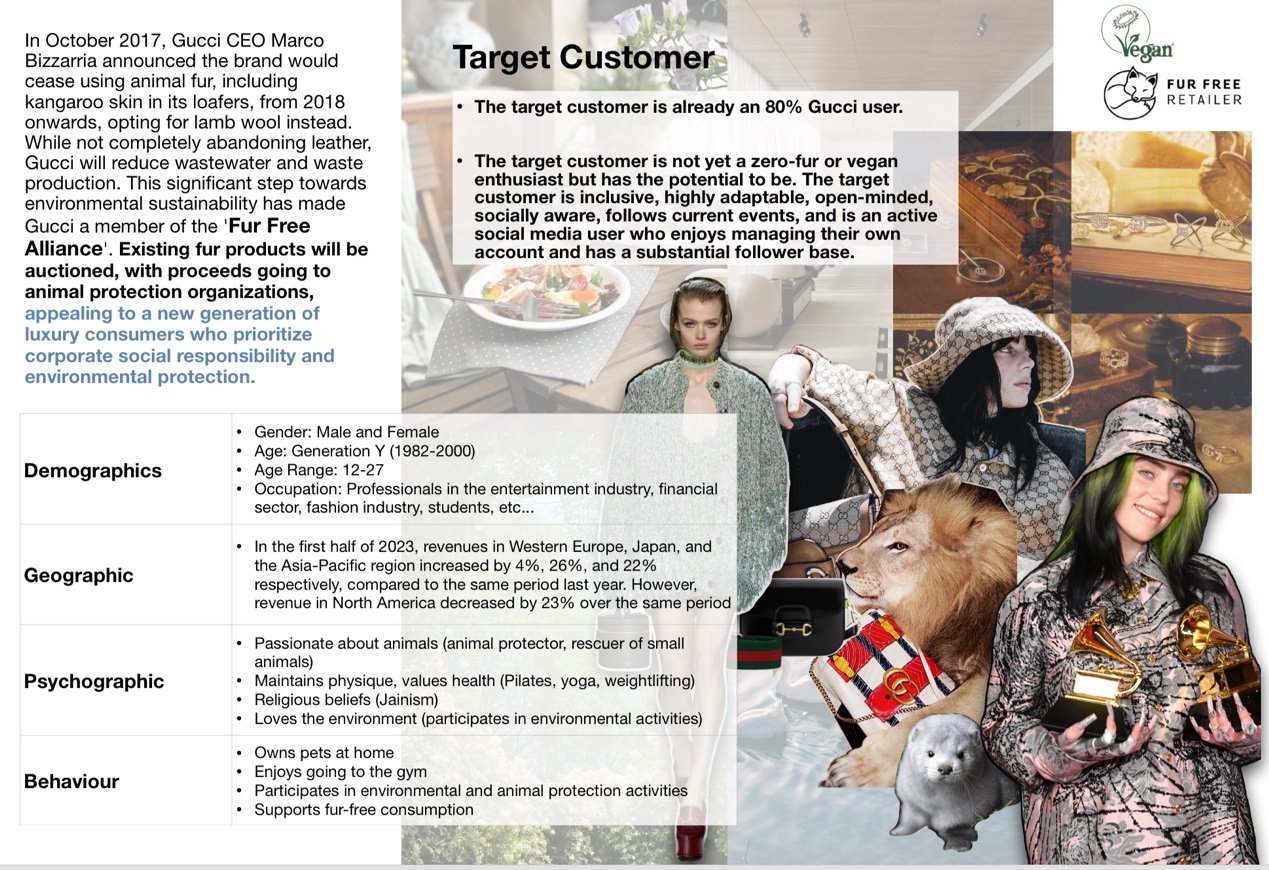 In October 2017, Gucci CEO Marco
Bizzarria announced the brand would
cease using animal fur, including
kangaroo skin in its loafers, from 2018
onwards, opting for lamb wool instead.
While not completely abandoning leather,
Gucci will reduce wastewater and waste
production. This significant step towards
environmental sustainability has made
Gucci a member of the 'Fur Free
Alliance'. Existing fur products will be
auctioned, with proceeds going to
animal protection organizations,
appealing to a new generation of
luxury consumers who prioritize
corporate social responsibility and
environmental protection.
Target Customer
• The target customer is already an 80% Gucci user.
• The target customer is not yet a zero-fur or vegan
enthusiast but has the potential to be. The target
customer is inclusive, highly adaptable, open-minded,
socially aware, follows current events, and is an active
social media user who enjoys managing their own
account and has a substantial follower base.
Vegan
FUR FREE
RETAILER
Demographics
• Gender: Male and Female
• Age: Generation Y (1982-2000)
• Age Range: 12-27
• Occupation: Professionals in the entertainment industry, financial
sector, fashion industry, students, etc...
Geographic
• In the first half of 2023, revenues in Western Europe, Japan, and
the Asia-Pacific region increased by 4%, 26%, and 22%
respectively, compared to the same period last year. However,
revenue in North America decreased by 23% over the same period
Psychographic
• Passionate about animals (animal protector, rescuer of small
animals)
• Maintains physique, values health (Pilates, yoga, weightlifting)
• Religious beliefs (Jainism)
• Loves the environment (participates in environmental activities)
Behaviour
• Owns pets at home
• Enjoys going to the gym
• Participates in environmental and animal protection activities
• Supports fur-free consumption